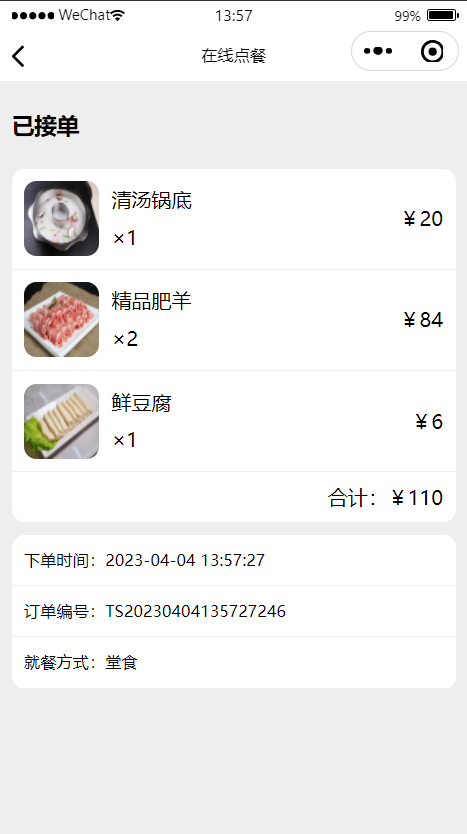 WeChat 13:57 99%
在线点餐
已接单
清汤锅底
×1
￥20
精品肥羊
×2
￥84
鲜豆腐
×1
￥6
合计：￥110
下单时间：2023-04-04 13:57:27
订单编号：TS20230404135727246
就餐方式：堂食